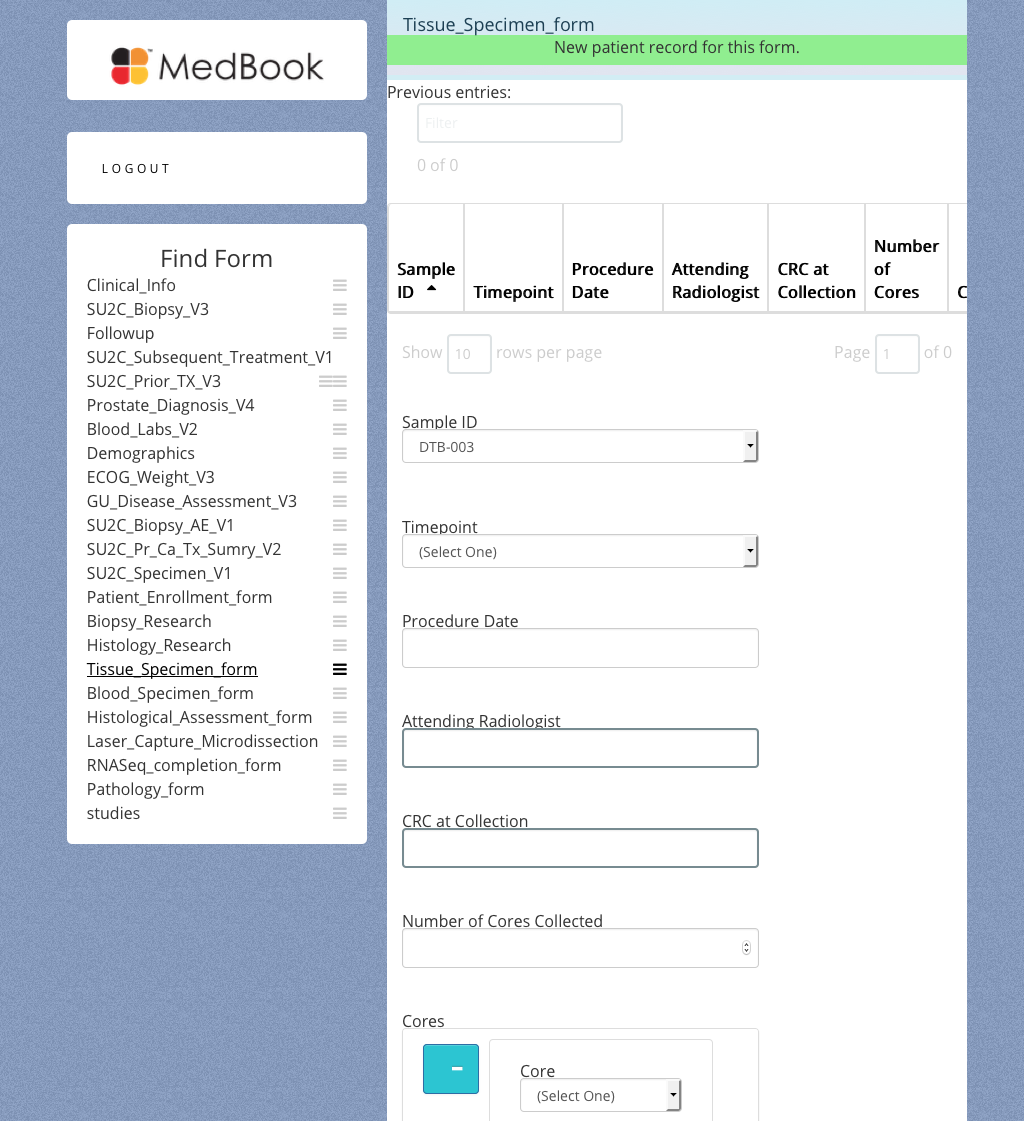 MedBook™
LOGOUT
Find Form
Clinical_Info
SU2C_Biopsy_V3
Followup
SU2C_Subsequent_Treatment_V1
SU2C_Prior_TX_V3
Prostate_Diagnosis_V4
Blood_Labs_V2
Demographics
ECOG_Weight_V3
GU_Disease_Assessment_V3
SU2C_Biopsy_AE_V1
SU2C_Pr_Ca_Tx_Sumry_V2
SU2C_Specimen_V1
Patient_Enrollment_form
Biopsy_Research
Histology_Research
Tissue_Specimen_form
Blood_Specimen_form
Histological_Assessment_form
Laser_Capture_Microdissection
RNASeq_completion_form
Pathology_form
studies
Tissue_Specimen_form
New patient record for this form.
Previous entries:
Filter
0 of 0
Sample
ID
Timepoint
Procedure
Date
Attending
Radiologist
CRC at
Collection
Number
of
Cores
C
Show 10 rows per page
Page 1 of 0
Sample ID
DTB-003
Timepoint
(Select One)
Procedure Date
Attending Radiologist
CRC at Collection
Number of Cores Collected
Cores
Core
(Select One)